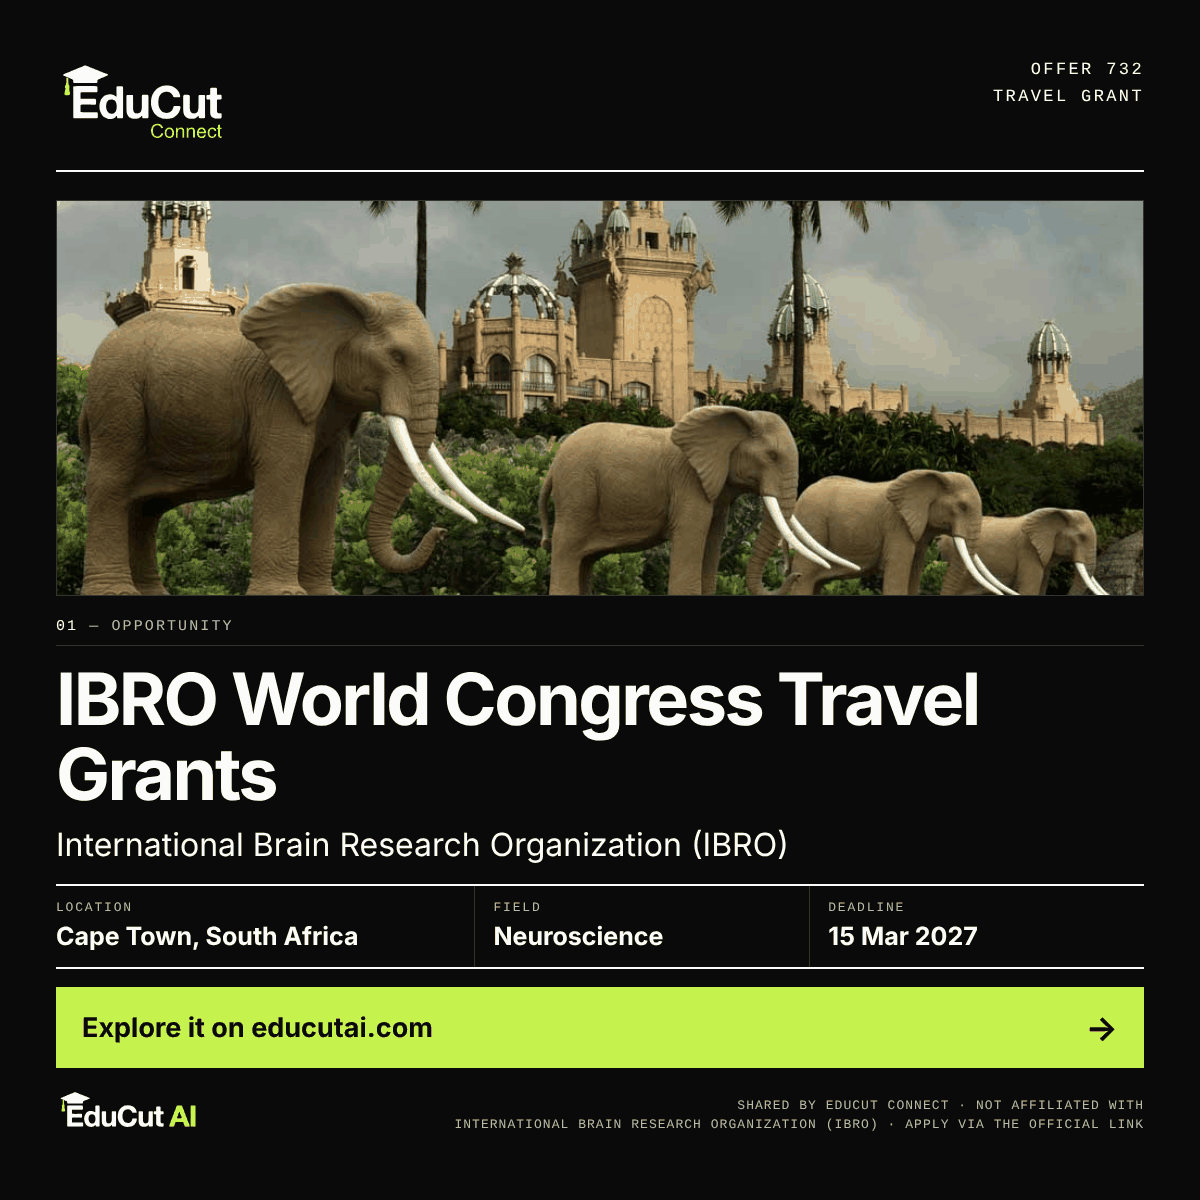 EduCut
Connect
OFFER 732
TRAVEL GRANT
01 — OPPORTUNITY
IBRO World Congress Travel
Grants
International Brain Research Organization (IBRO)
LOCATION
Cape Town, South Africa
FIELD
Neuroscience
DEADLINE
15 Mar 2027
Explore it on educutai.com →
EduCut AI
SHARED BY EDUCUT CONNECT · NOT AFFILIATED WITH
INTERNATIONAL BRAIN RESEARCH ORGANIZATION (IBRO) · APPLY VIA THE OFFICIAL LINK